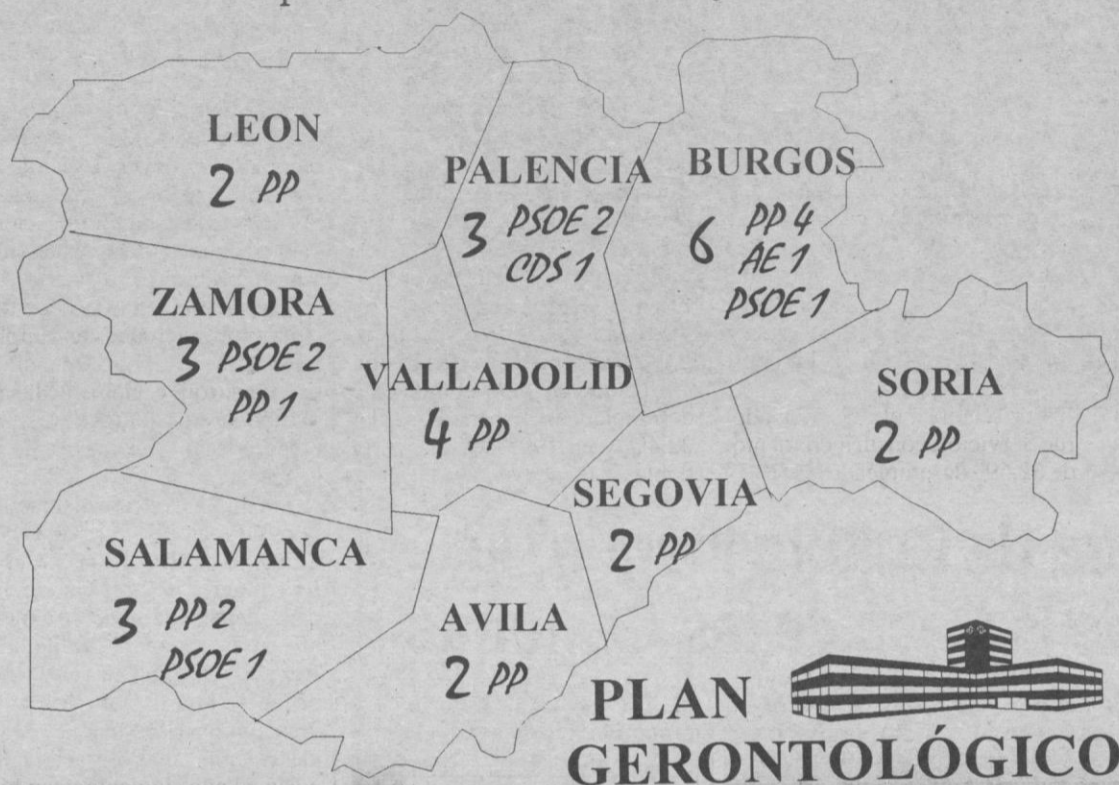 LEON
2 PP
PALENCIA
3 PSOE 2
CDS 1
BURGOS
6 PP 4
AE 1
PSOE 1
ZAMORA
3 PSOE 2
PP 1
VALLADOLID
4 PP
SORIA
2 PP
SEGOVIA
2 PP
SALAMANCA
3 PP 2
PSOE 1
AVILA
2 PP
PLAN
GERONTOLÓGICO